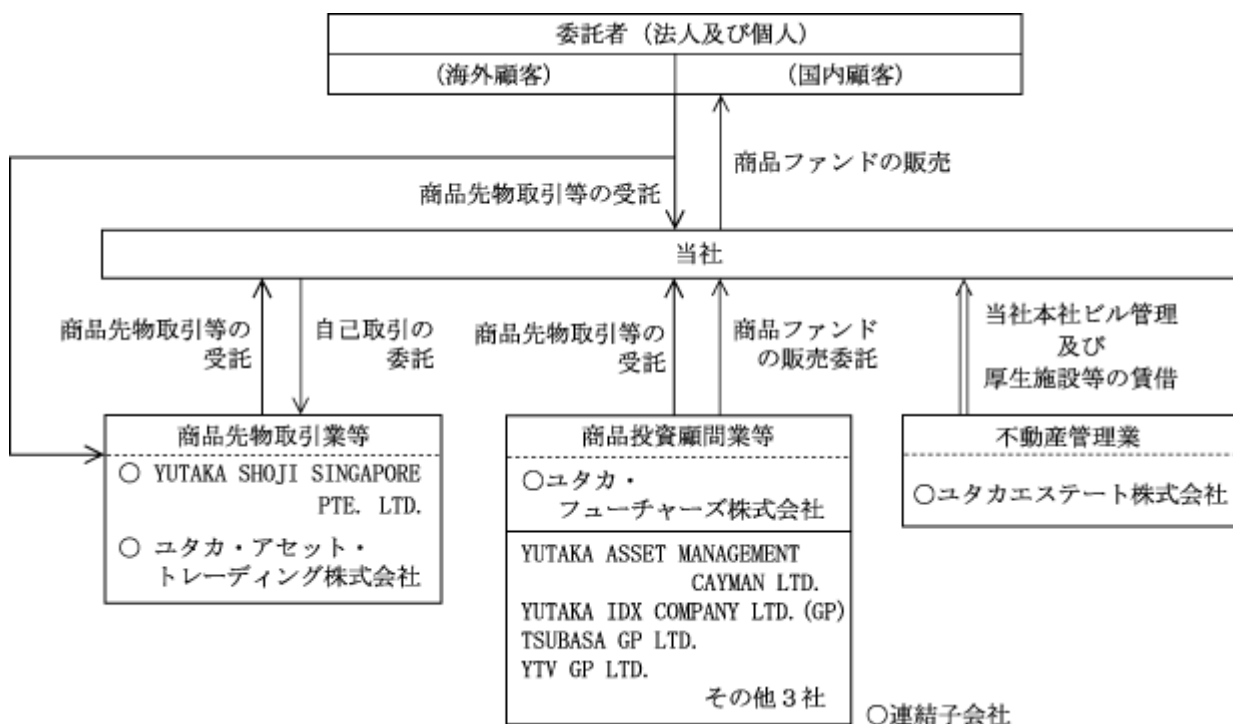 委託者（法人及び個人）
（海外顧客）
（国内顧客）
商品ファンドの販売
商品先物取引等の受託
当社
商品先物取引等の
受託
自己取引の
委託
商品先物取引等の
受託
商品ファンド
の販売委託
当社本社ビル管理
及び
厚生施設等の賃借
商品先物取引業等
○ YUTAKA SHOJI SINGAPORE
PTE. LTD.
○ ユタカ・アセット・
トレーディング株式会社
商品投資顧問業等
○ユタカ・
フューチャーズ株式会社
YUTAKA ASSET MANAGEMENT
CAYMAN LTD.
YUTAKA IDX COMPANY LTD.(GP)
TSUBASA GP LTD.
YTV GP LTD.
その他３社
不動産管理業
○ユタカエステート株式会社
○連結子会社